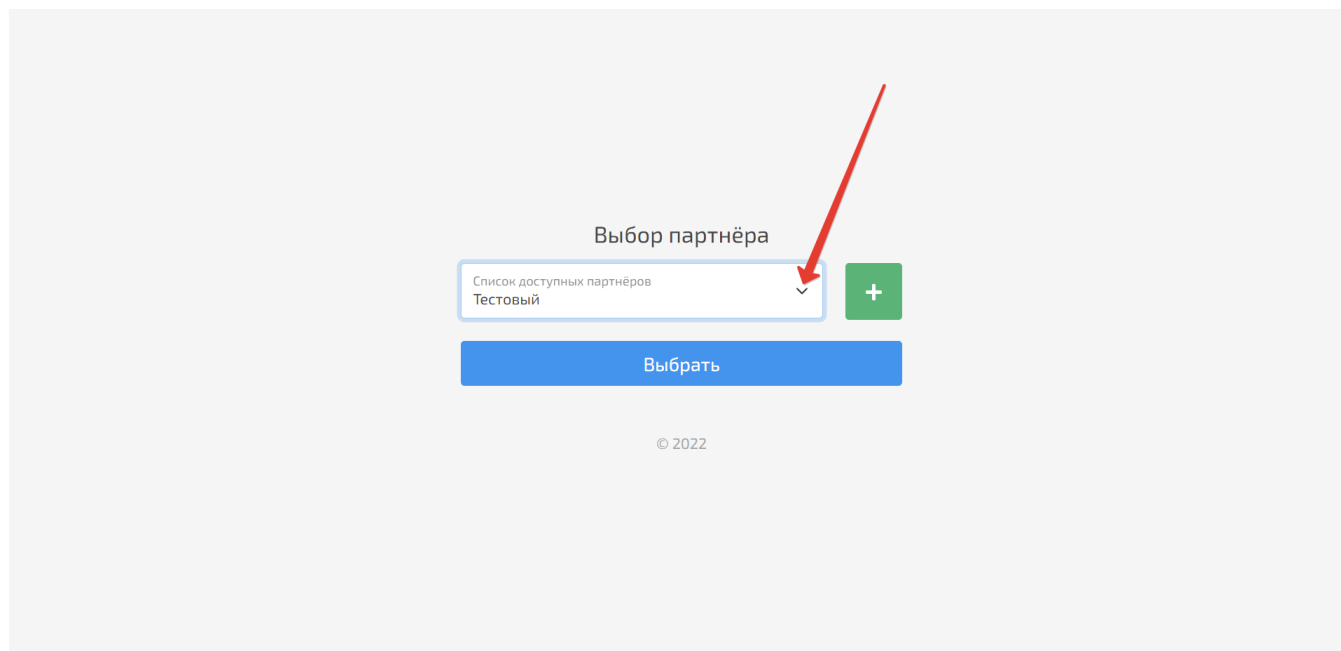 Выбор партнёра
Список доступных партнёров
Тестовый
+
Выбрать
© 2022